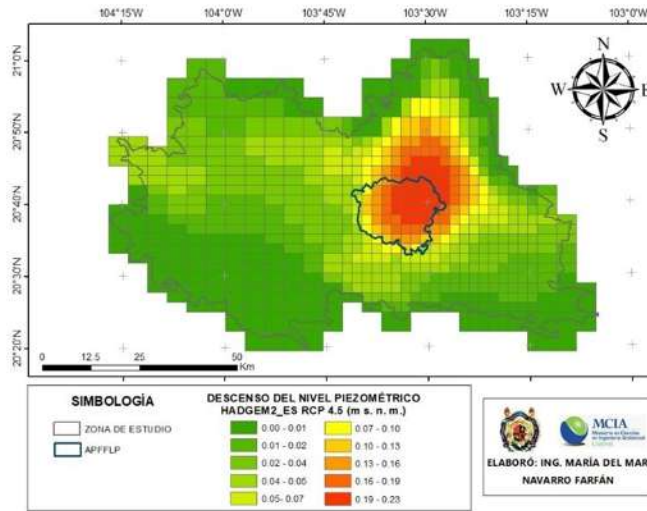 104°15'W 104°0'W 103°45'W 103°30'W 103°15'W 103°0'W
N
W E
S
21°0'N
20°50'N
20°40'N
20°30'N
20°20'N
0 12.5 25 50
Km
SIMBOLOGÌA
ZONA DE ESTUDIO
APFFLP
DESCENSO DEL NIVEL PIEZOMÉTRICO
HADGEM2_ES RCP 4.5 (m s. n. m.)
0.00 - 0.01 0.07 - 0.10
0.01 - 0.02 0.10 - 0.13
0.02 - 0.04 0.13 - 0.16
0.04 - 0.05 0.16 - 0.19
0.05 - 0.07 0.19 - 0.23
MCIA
ELABORÓ: ING. MARÍA DEL MAR
NAVARRO FARFÁN